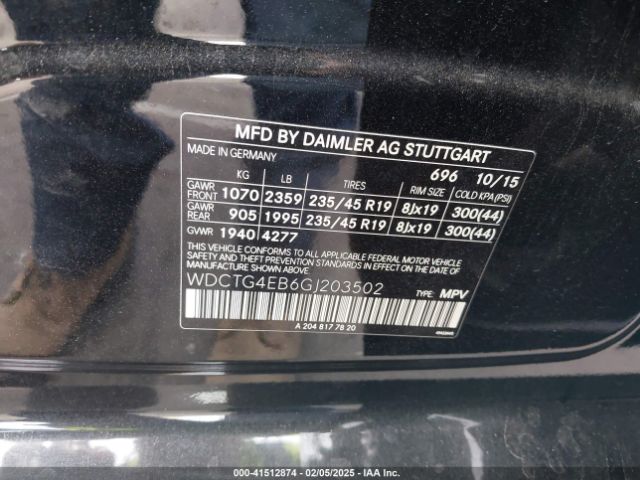 MFD BY DAIMLER AG STUTTGART
MADE IN GERMANY
696 10/15
KG LB TIRES RIM SIZE COLD KPA (PSI)
GAWR FRONT 1070 2359 235/45 R19 8Jx19 300(44)
GAWR REAR 905 1995 235/45 R19 8Jx19 300(44)
GVWR 1940 4277
THIS VEHICLE CONFORMS TO ALL APPLICABLE FEDERAL MOTOR VEHICLE
SAFETY AND THEFT PREVENTION STANDARDS IN EFFECT ON THE DATE
OF MANUFACTURE SHOWN ABOVE.
WDCTG4EB6GJ203502 TYPE: MPV
A 204 817 78 20
000-41512874 | 02/05/2025 - IAA Inc.